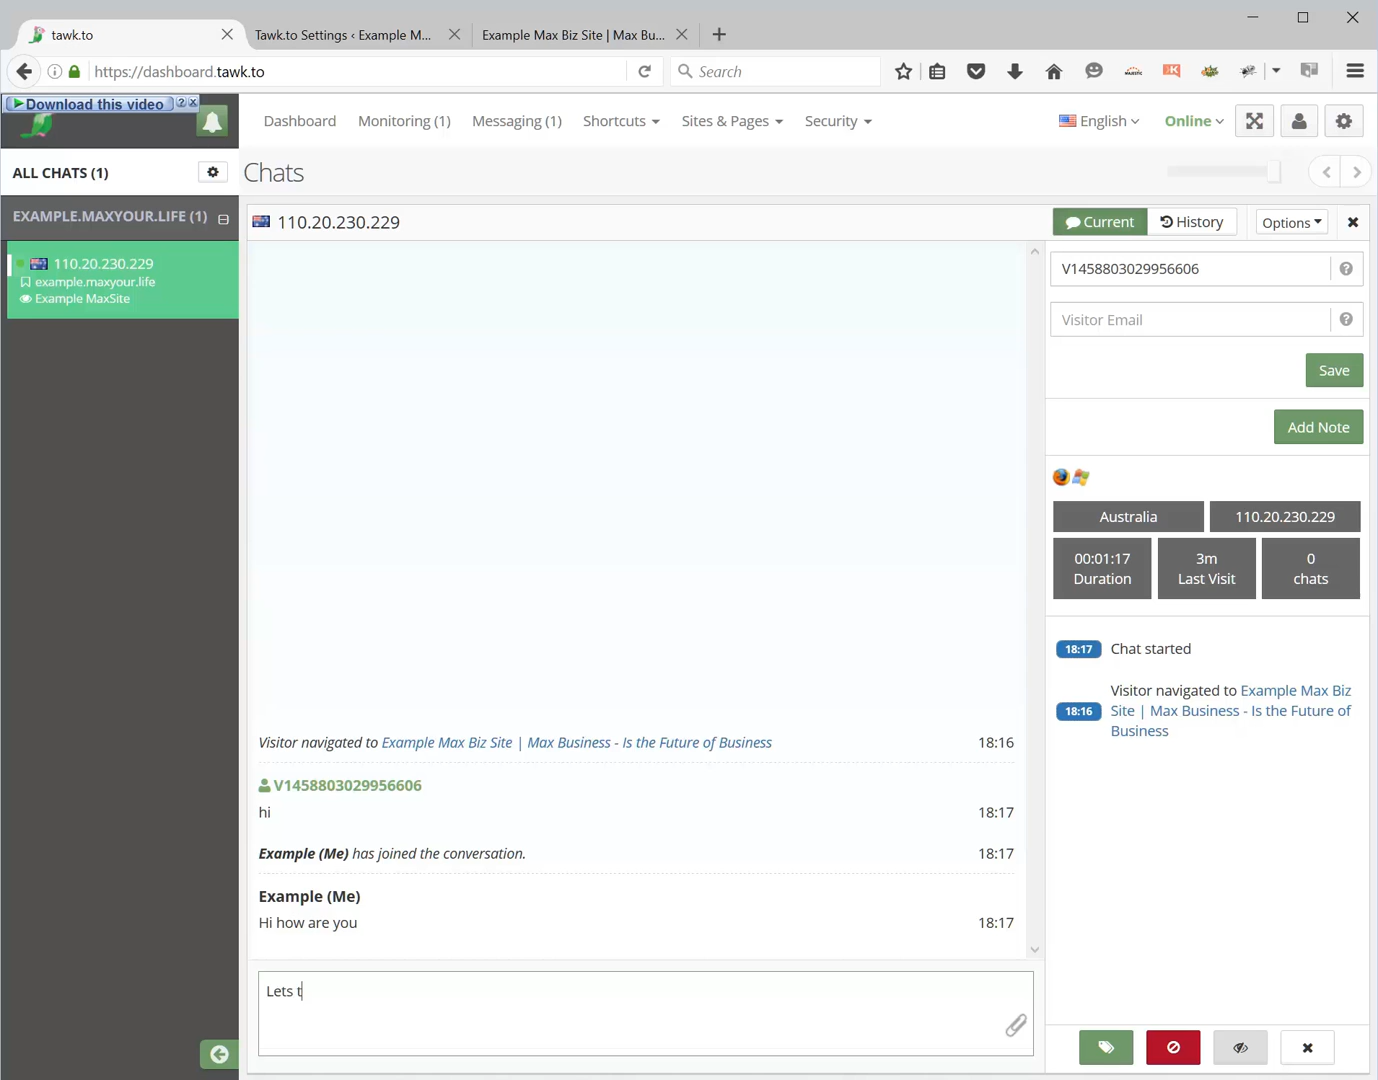 tawk.to
Tawk.to Settings ‹ Example M...
Example Max Biz Site | Max Bu...
https://dashboard.tawk.to
Search
Download this video
?
Dashboard
Monitoring (1)
Messaging (1)
Shortcuts
Sites & Pages
Security
English
Online
ALL CHATS (1)
Chats
EXAMPLE.MAXYOUR.LIFE (1)
110.20.230.229
example.maxyour.life
Example MaxSite
110.20.230.229
Current
History
Options
Visitor navigated to Example Max Biz Site | Max Business - Is the Future of Business 18:16
V1458803029956606
hi 18:17
Example (Me) has joined the conversation. 18:17
Example (Me)
Hi how are you 18:17
Lets t
V1458803029956606
Visitor Email
Save
Add Note
Australia
110.20.230.229
00:01:17
Duration
3m
Last Visit
0
chats
18:17 Chat started
Visitor navigated to Example Max Biz
18:16 Site | Max Business - Is the Future of
Business